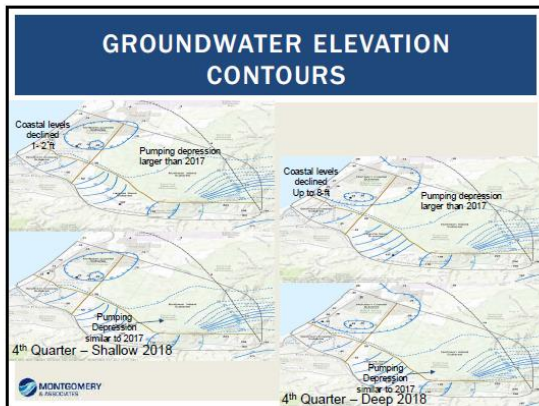 GROUNDWATER ELEVATION
CONTOURS
Coastal levels
declined
1- 2 ft
Pumping depression
larger than 2017
Pumping
Depression
similar to 2017
4th Quarter – Shallow 2018
Coastal levels
declined
Up to 8-ft
Pumping depression
larger than 2017
Pumping
Depression
similar to 2017
4th Quarter – Deep 2018
MONTGOMERY
& ASSOCIATES